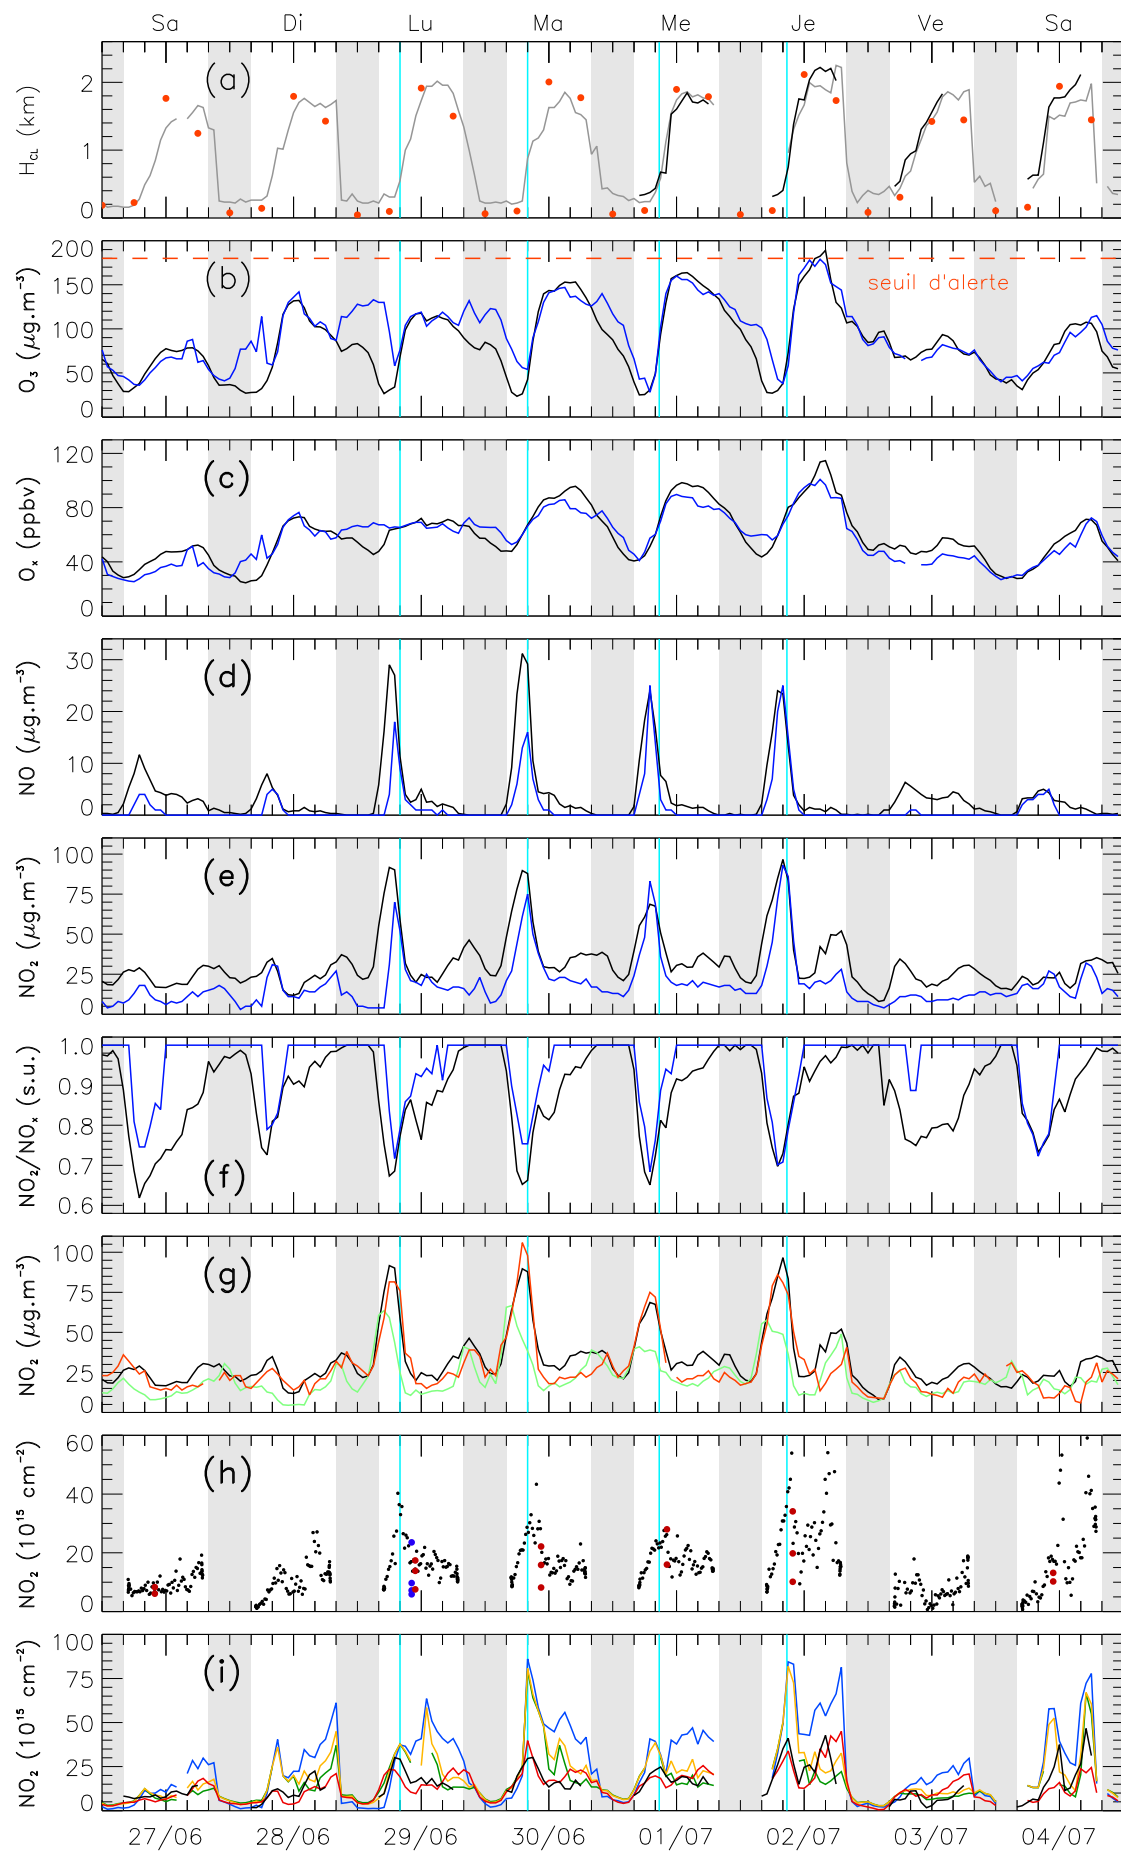 Sa Di Lu Ma Me Je Ve Sa
(a)
H_CL (km)
2
1
0
(b)
O₃ (μg.m⁻³)
200
150
100
50
0
seuil d'alerte
(c)
Oₓ (ppbv)
120
80
40
0
(d)
NO (μg.m⁻³)
30
20
10
0
(e)
NO₂ (μg.m⁻³)
100
75
50
25
0
(f)
NO₂/NOₓ (s.u.)
1.0
0.9
0.8
0.7
0.6
(g)
NO₂ (μg.m⁻³)
100
75
50
25
0
(h)
NO₂ (10¹⁵ cm⁻²)
60
40
20
0
(i)
NO₂ (10¹⁵ cm⁻²)
100
75
50
25
0
27/06 28/06 29/06 30/06 01/07 02/07 03/07 04/07